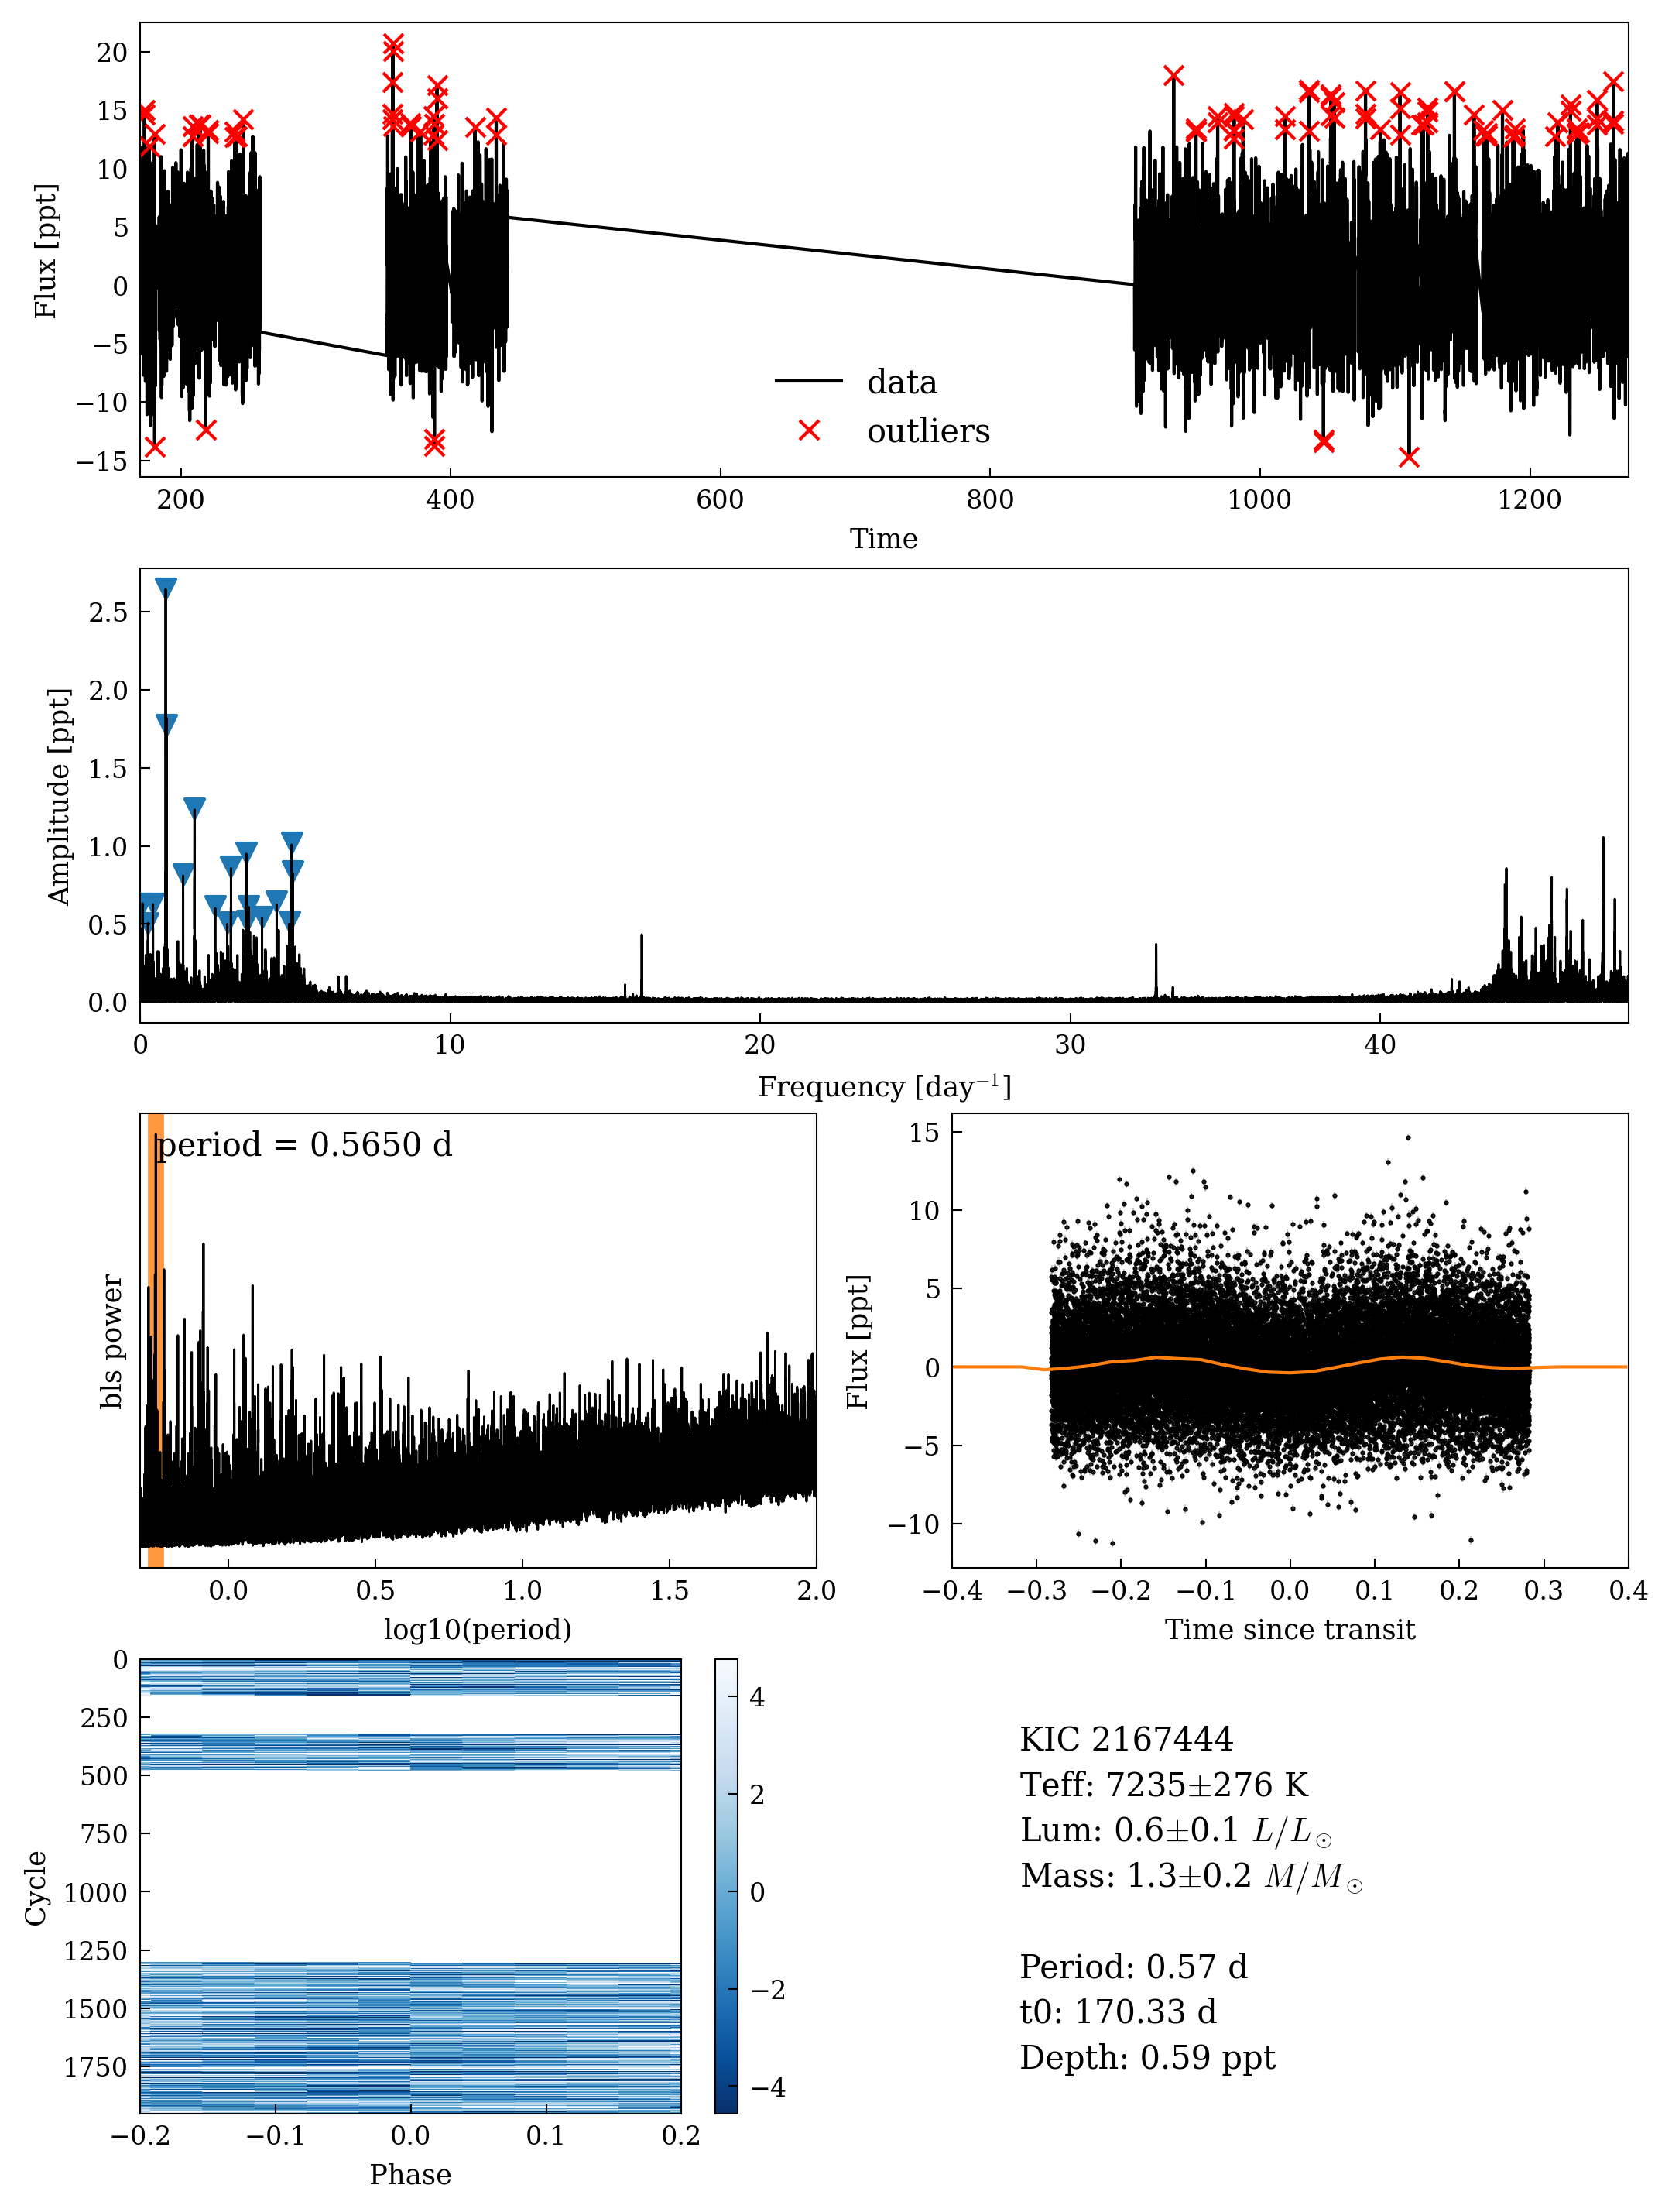 20
15
10
5
0
−5
−10
−15
Flux [ppt]
data
outliers
200 400 600 800 1000 1200
Time
2.5
2.0
1.5
1.0
0.5
0.0
Amplitude [ppt]
0 10 20 30 40
Frequency [day⁻¹]
period = 0.5650 d
bls power
0.0 0.5 1.0 1.5 2.0
log10(period)
15
10
5
0
−5
−10
Flux [ppt]
−0.4 −0.3 −0.2 −0.1 0.0 0.1 0.2 0.3 0.4
Time since transit
0
250
500
750
1000
1250
1500
1750
Cycle
−0.2 −0.1 0.0 0.1 0.2
Phase
4
2
0
−2
−4
KIC 2167444
Teff: 7235±276 K
Lum: 0.6±0.1 L/L⊙
Mass: 1.3±0.2 M/M⊙
Period: 0.57 d
t0: 170.33 d
Depth: 0.59 ppt